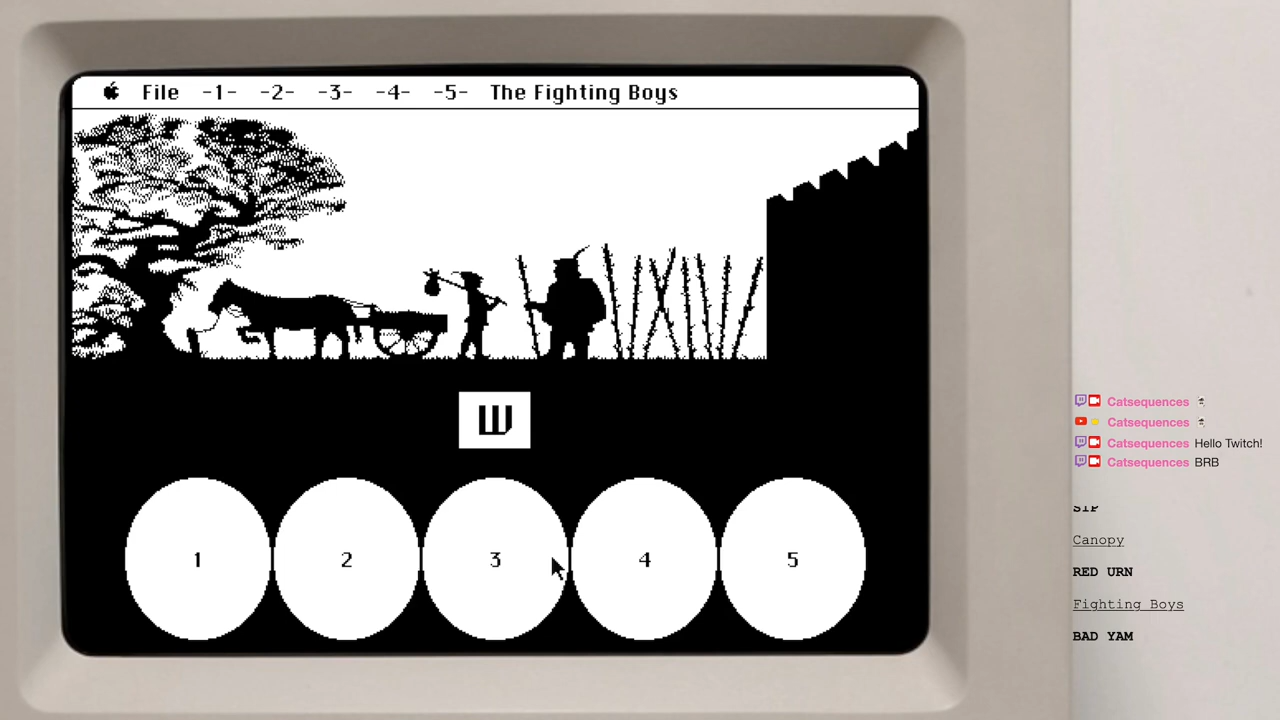 File -1- -2- -3- -4- -5- The Fighting Boys
W
1 2 3 4 5
Catsequences
Catsequences
Catsequences Hello Twitch!
Catsequences BRB
SIP
Canopy
RED URN
Fighting Boys
BAD YAM